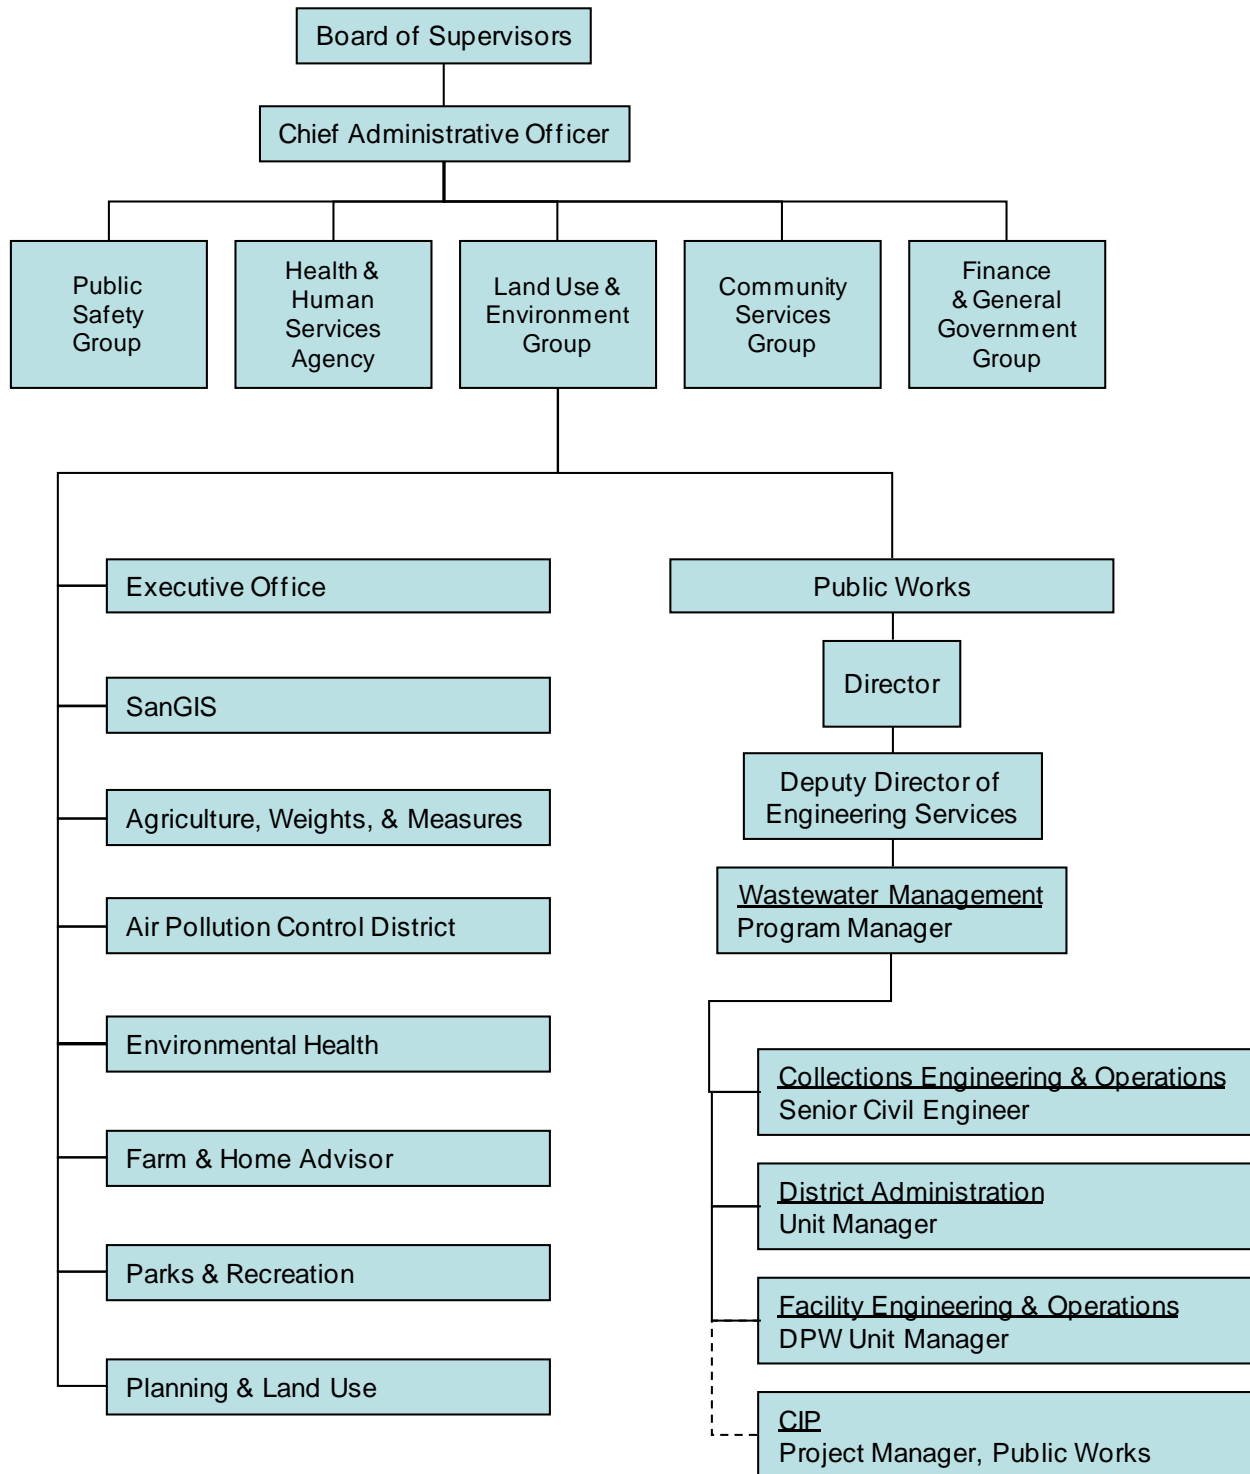 Board of Supervisors
Chief Administrative Officer
Public
Safety
Group
Health &
Human
Services
Agency
Land Use &
Environment
Group
Community
Services
Group
Finance
& General
Government
Group
Executive Office
SanGIS
Agriculture, Weights, & Measures
Air Pollution Control District
Environmental Health
Farm & Home Advisor
Parks & Recreation
Planning & Land Use
Public Works
Director
Deputy Director of
Engineering Services
Wastewater Management
Program Manager
Collections Engineering & Operations
Senior Civil Engineer
District Administration
Unit Manager
Facility Engineering & Operations
DPW Unit Manager
CIP
Project Manager, Public Works